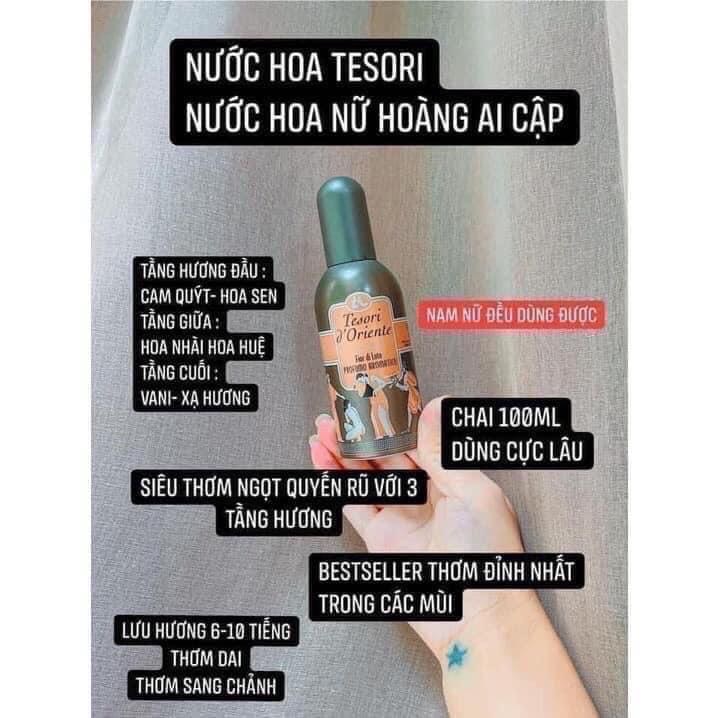 NƯỚC HOA TESORI
NƯỚC HOA NỮ HOÀNG AI CẬP
TẦNG HƯƠNG ĐẦU :
CAM QUÝT- HOA SEN
TẦNG GIỮA :
HOA NHÀI HOA HUỆ
TẦNG CUỐI :
VANI- XẠ HƯƠNG
NAM NỮ ĐỀU DÙNG ĐƯỢC
Tesori
d'Oriente
Fior di Loto
PROFUMO AROMATICO
CHAI 100ML
DÙNG CỰC LÂU
SIÊU THƠM NGỌT QUYẾN RŨ VỚI 3
TẦNG HƯƠNG
BESTSELLER THƠM ĐỈNH NHẤT
TRONG CÁC MÙI
LƯU HƯƠNG 6-10 TIẾNG
THƠM DAI
THƠM SANG CHẢNH